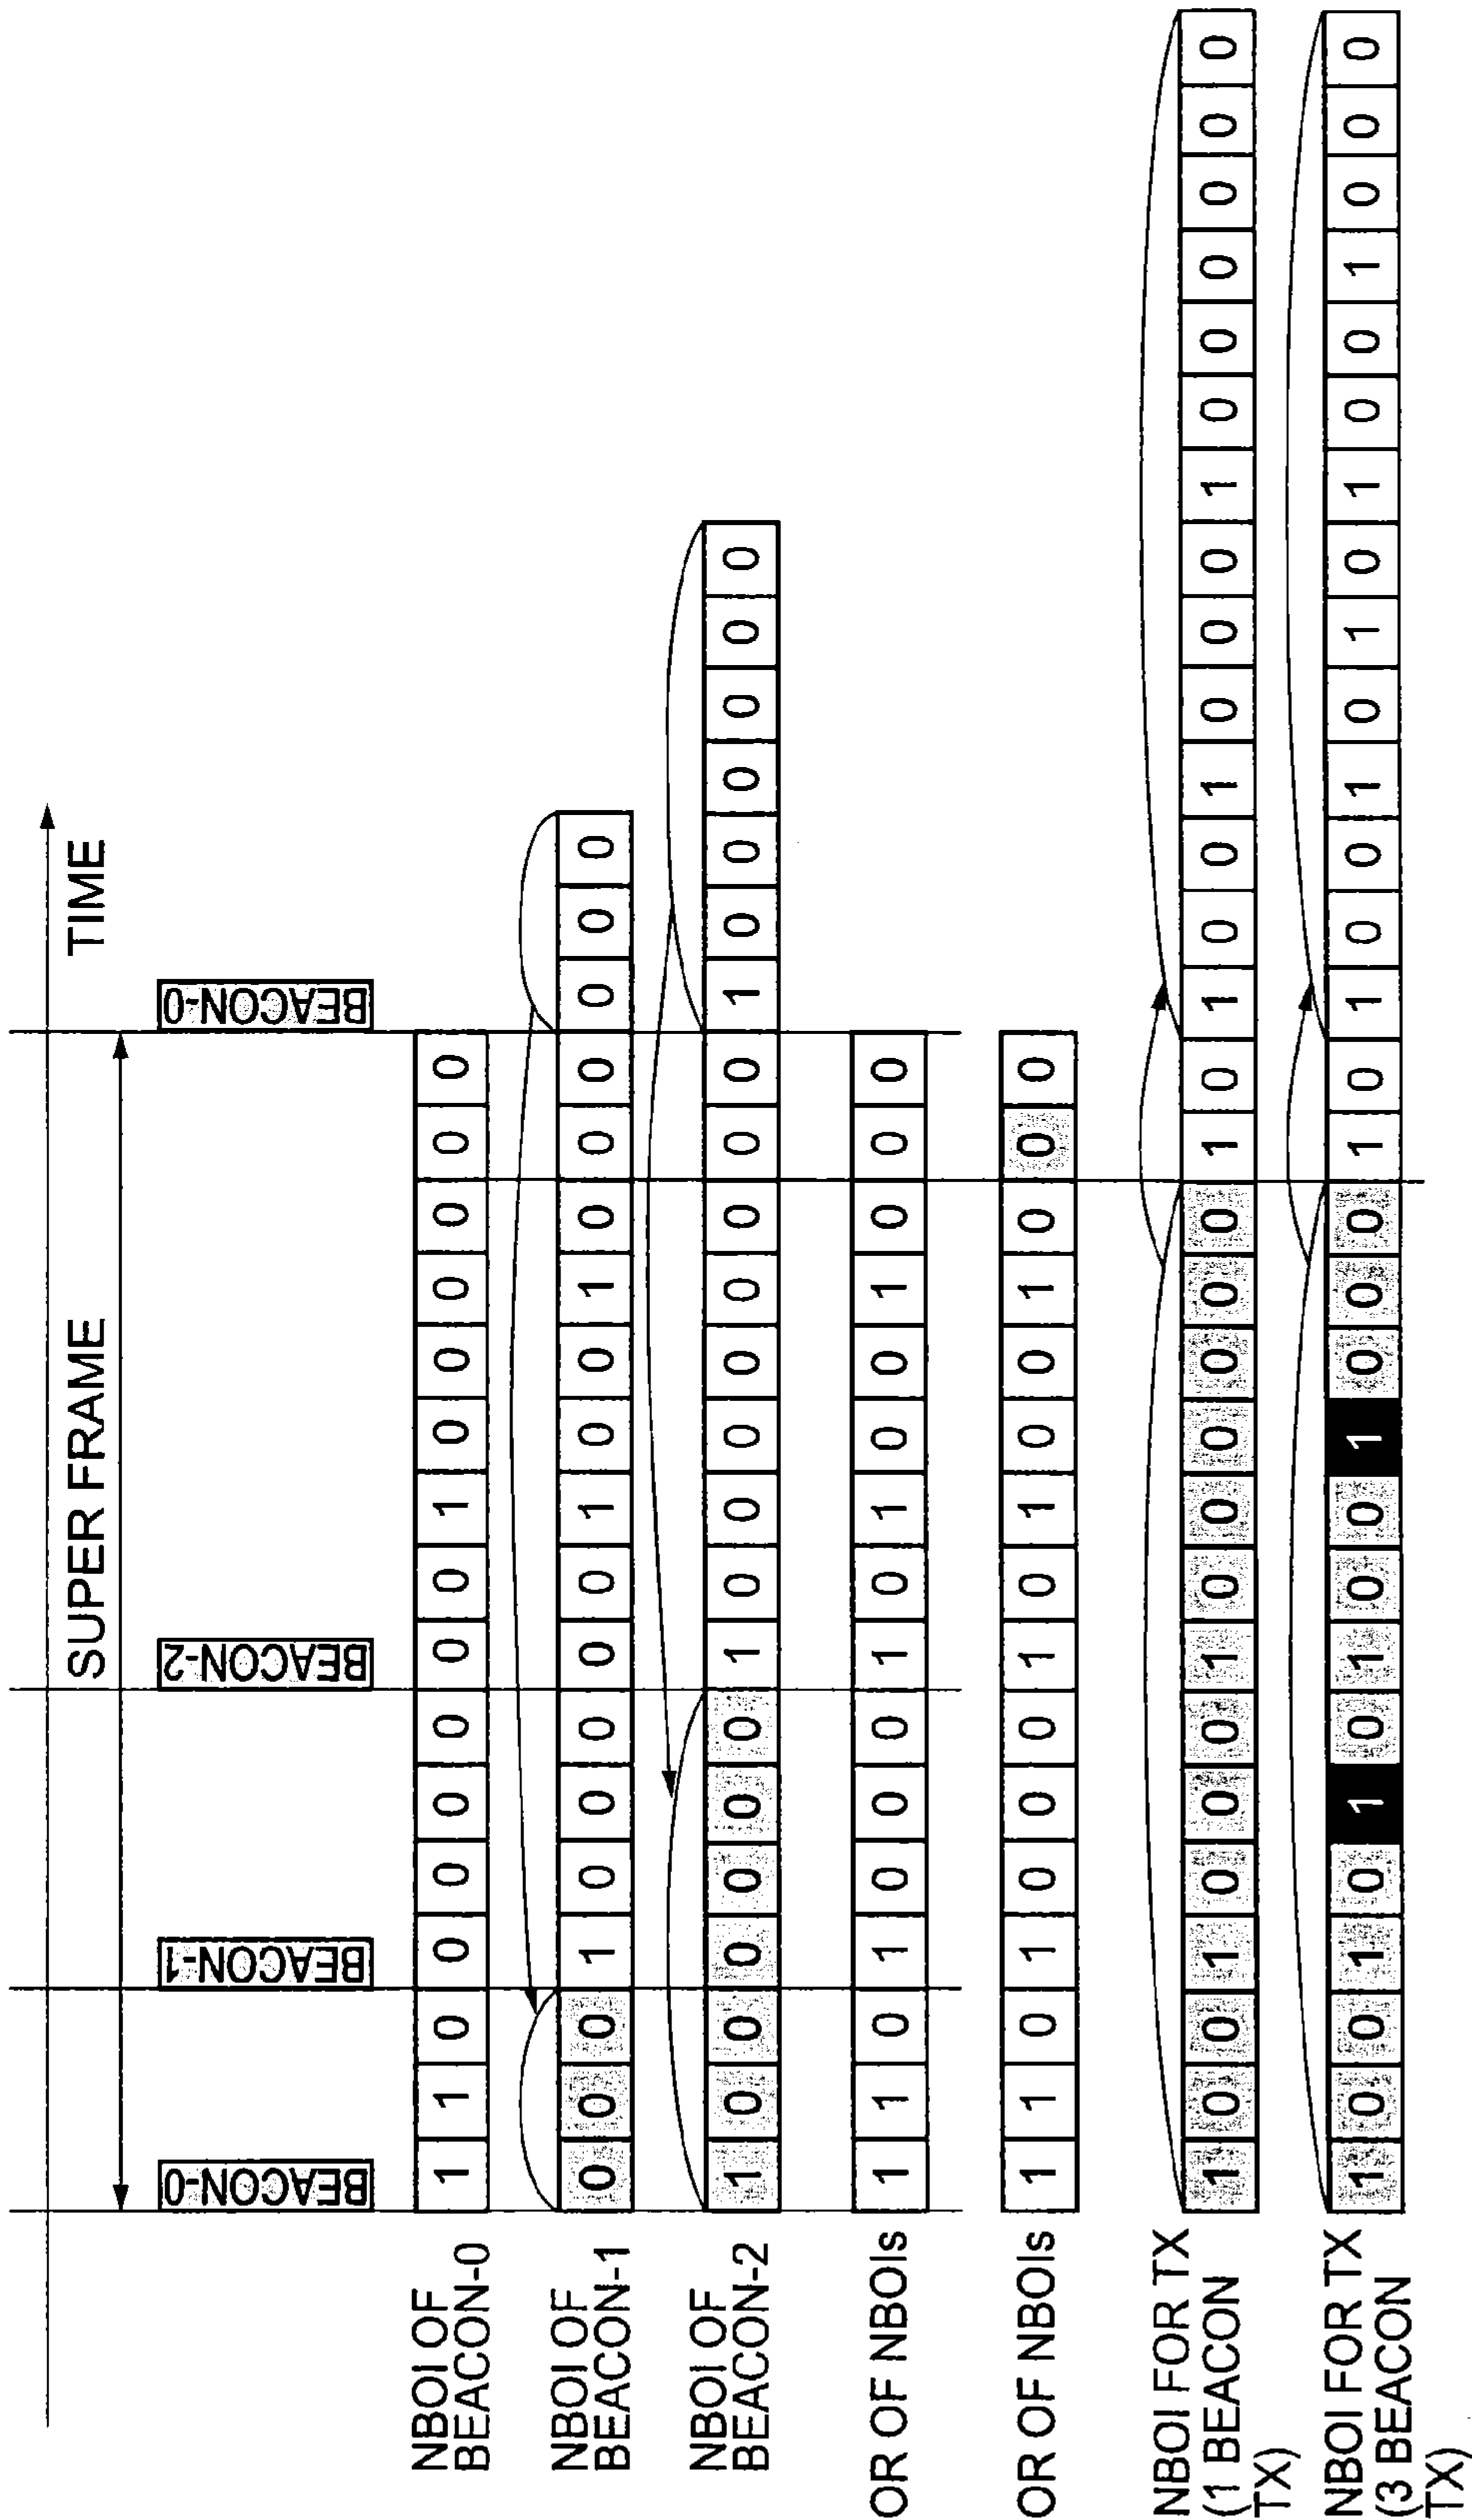 TIME
SUPER FRAME
BEACON-0
BEACON-1
BEACON-2
BEACON-0
NBOI OF
BEACON-0
1 1 0 0 0 0 0 0 0 1 0 0 0 0 0 0
NBOI OF
BEACON-1
0 0 0 1 0 0 0 0 0 1 0 0 1 0 0 0 0 0 0
NBOI OF
BEACON-2
1 0 0 0 0 0 0 1 0 0 0 0 0 0 0 0 1 0 0 0 0 0 0
OR OF NBOIs
1 1 0 1 0 0 0 1 0 1 0 0 1 0 0 0
OR OF NBOIs
1 1 0 1 0 0 0 1 0 1 0 0 1 0 0 0
NBOI FOR TX
(1 BEACON
TX)
1 0 0 1 0 0 0 1 0 0 0 0 0 0 1 0 1 0 0 1 0 0 0 1 0 0 0 0 0 0
NBOI FOR TX
(3 BEACON
TX)
1 0 0 1 0 1 0 1 0 0 1 0 0 0 1 0 1 0 0 1 0 1 0 1 0 0 1 0 0 0